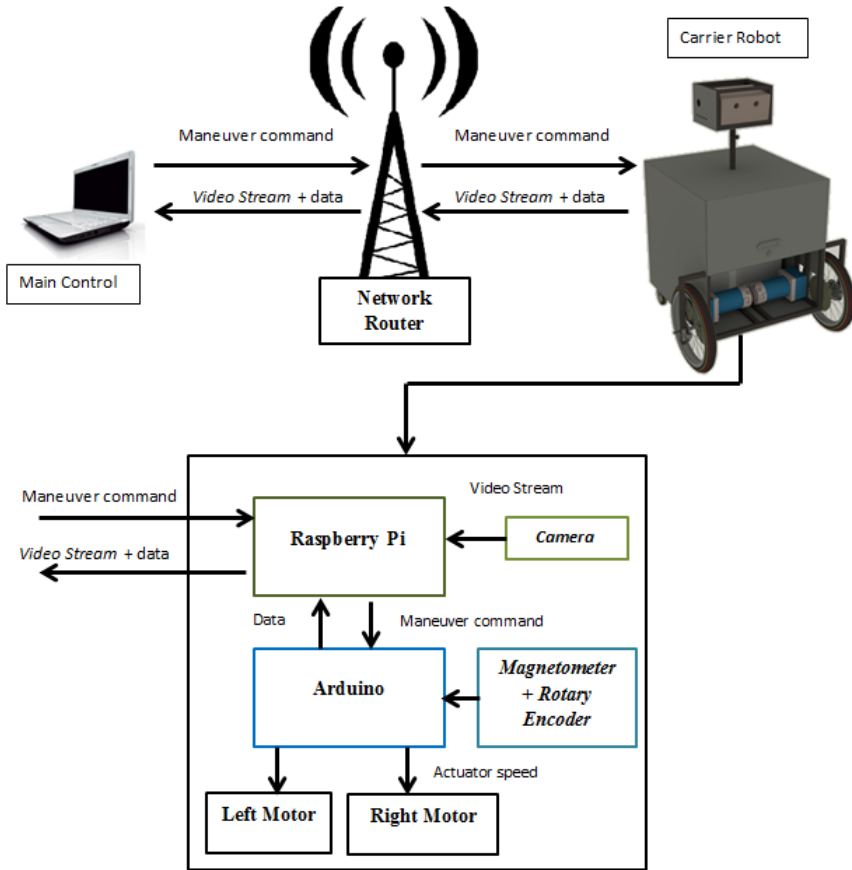 Carrier Robot
Maneuver command
Maneuver command
Video Stream + data
Video Stream + data
Main Control
Network
Router
Maneuver command
Video Stream
Raspberry Pi
Camera
Video Stream + data
Data
Maneuver command
Arduino
Magnetometer
+ Rotary
Encoder
Actuator speed
Left Motor
Right Motor